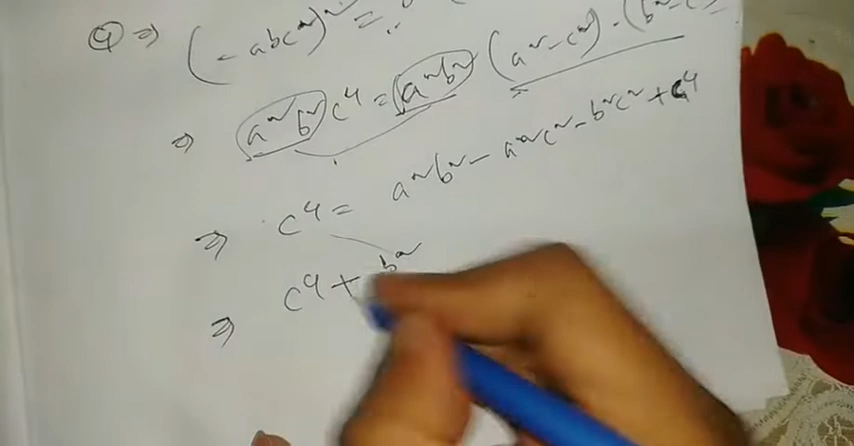 ④ ⇒ (-abc²)² =
⇒ a²b²c⁴ = a²b² (a²-c²) · (b²-c²)
⇒ c⁴ = a²b² - a²c² - b²c² + c⁴
⇒ c⁴ + b²